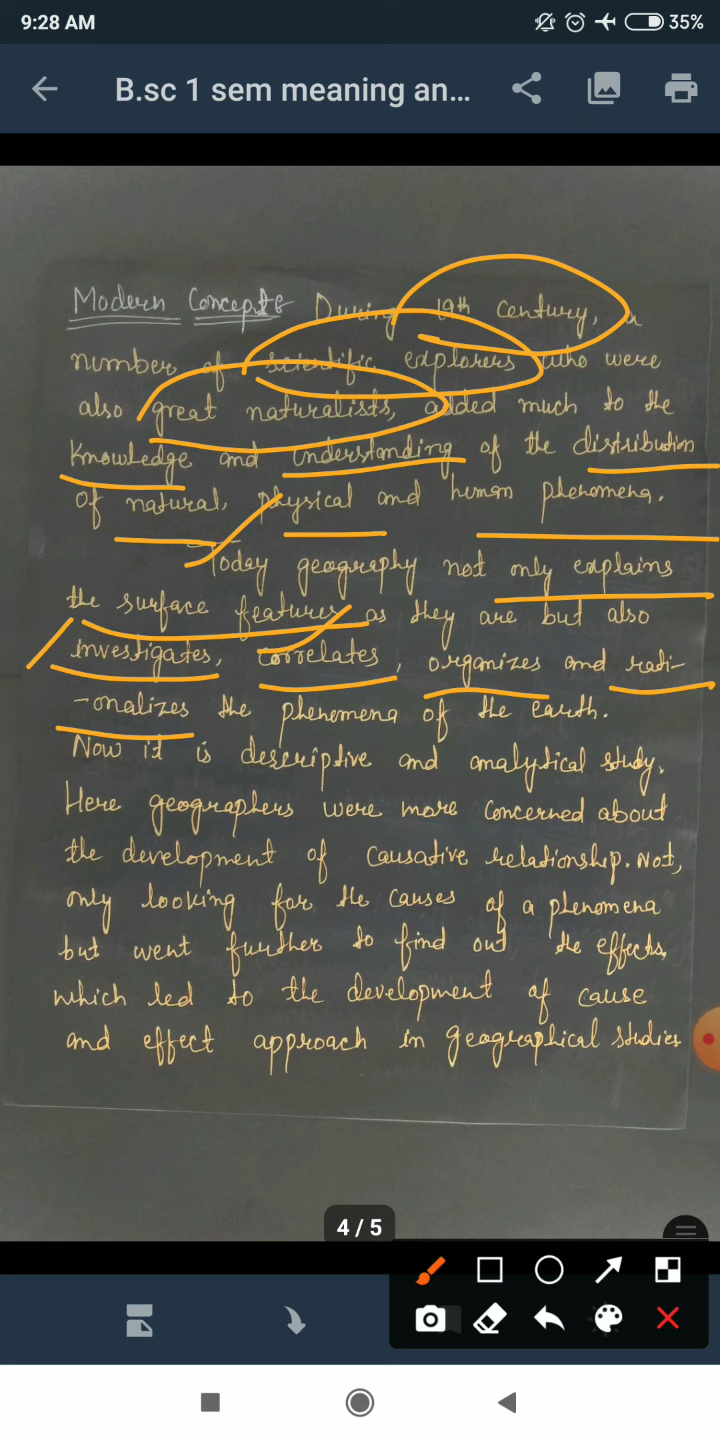 9:28 AM
35%
B.sc 1 sem meaning an...
Modern Concepts During 19th century, a
number of scientific explorers who were
also great naturalists, added much to the
knowledge and understanding of the distribution
of natural, physical and human phenomena.
Today geography not only explains
the surface features as they are but also
investigates, correlates, organizes and rati-
-onalizes the phenomena of the earth.
Now it is descriptive and analytical study.
Here geographers were more concerned about
the development of causative relationship. Not,
only looking for the causes of a phenomena
but went further to find out the effects,
which led to the development of cause
and effect approach in geographical studies
4 / 5